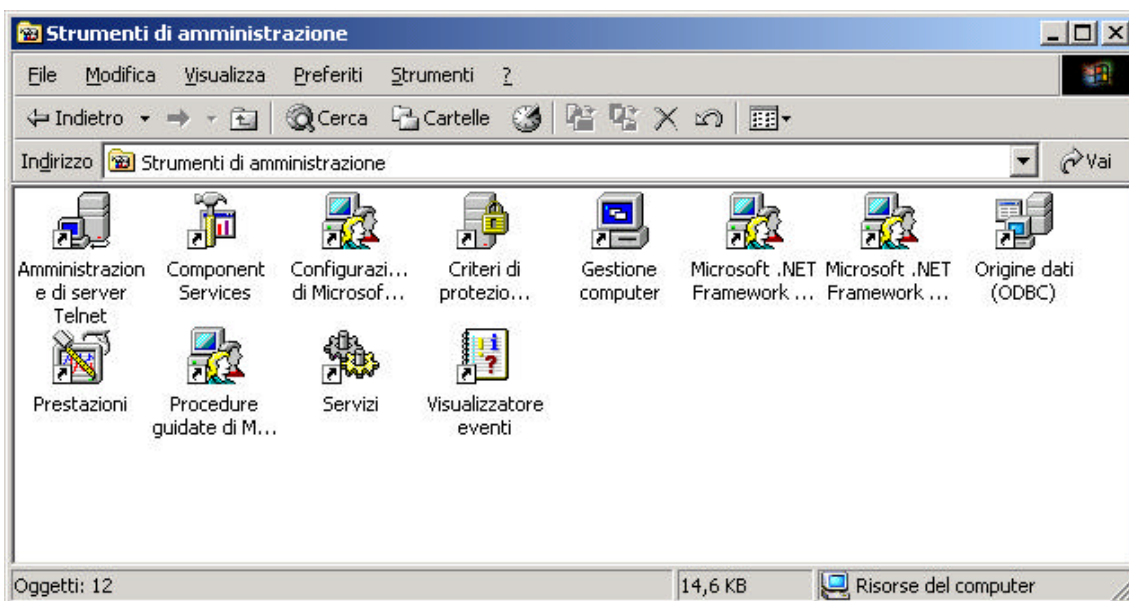 Strumenti di amministrazione
File Modifica Visualizza Preferiti Strumenti ?
Indietro Cerca Cartelle
Indirizzo Strumenti di amministrazione Vai
Amministrazion
e di server
Telnet
Component
Services
Configurazi...
di Microsof...
Criteri di
protezio...
Gestione
computer
Microsoft .NET
Framework ...
Microsoft .NET
Framework ...
Origine dati
(ODBC)
Prestazioni
Procedure
guidate di M...
Servizi
Visualizzatore
eventi
Oggetti: 12 14,6 KB Risorse del computer